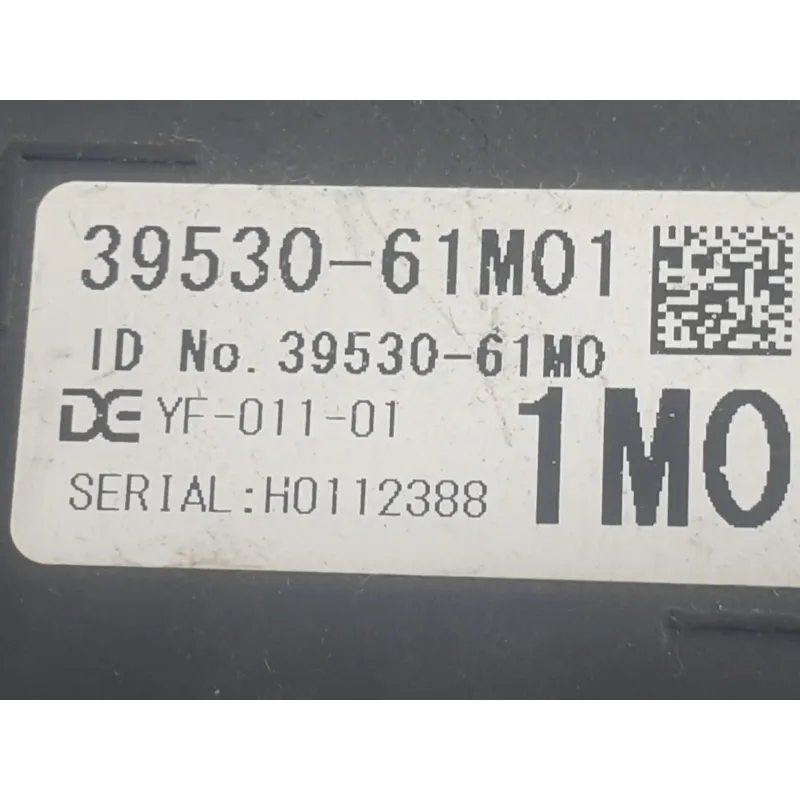 39530-61M01
ID No. 39530-61M0
DE YF-011-01
1M0
SERIAL:H0112388